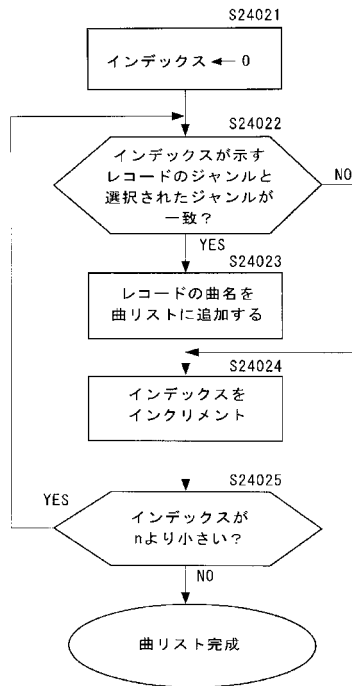 S24021
インデックス ← 0
S24022
インデックスが示す
レコードのジャンルと
選択されたジャンルが
一致？
NO
YES
S24023
レコードの曲名を
曲リストに追加する
S24024
インデックスを
インクリメント
S24025
YES
インデックスが
nより小さい？
NO
曲リスト完成